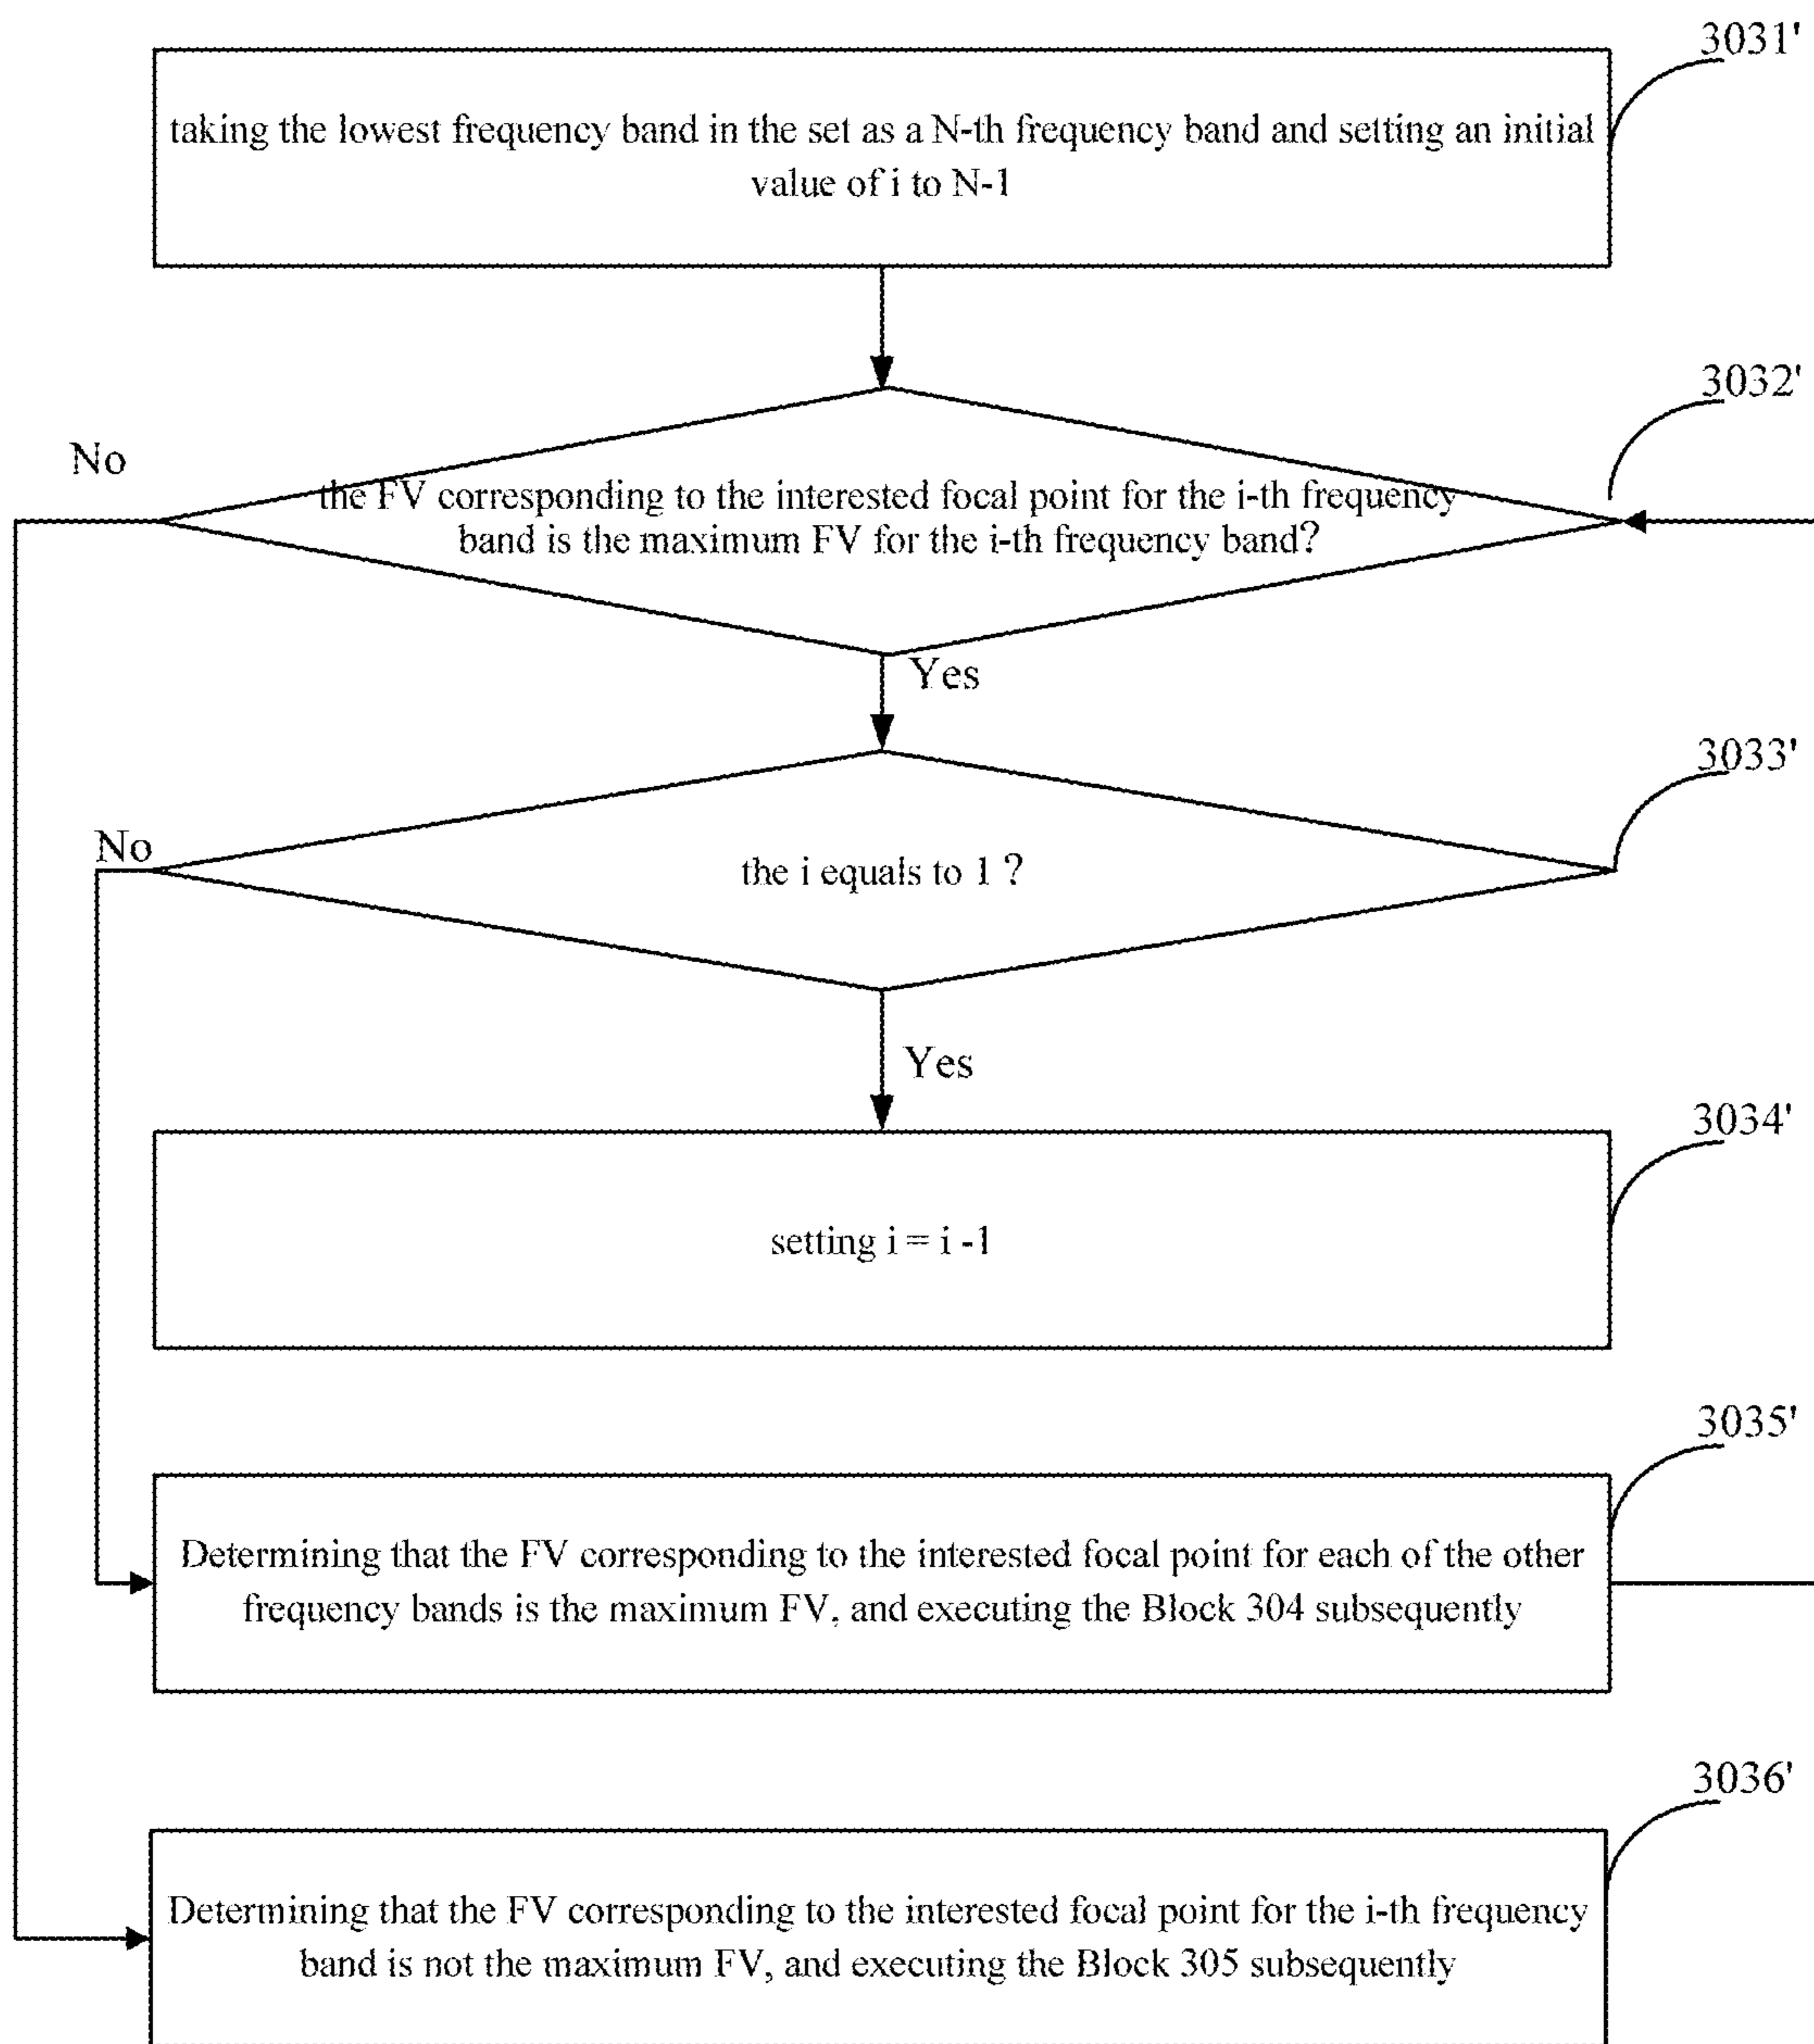 3031'
taking the lowest frequency band in the set as a N-th frequency band and setting an initial
value of i to N-1
3032'
No
the FV corresponding to the interested focal point for the i-th frequency
band is the maximum FV for the i-th frequency band?
Yes
3033'
No
the i equals to 1 ?
Yes
3034'
setting i = i -1
3035'
Determining that the FV corresponding to the interested focal point for each of the other
frequency bands is the maximum FV, and executing the Block 304 subsequently
3036'
Determining that the FV corresponding to the interested focal point for the i-th frequency
band is not the maximum FV, and executing the Block 305 subsequently